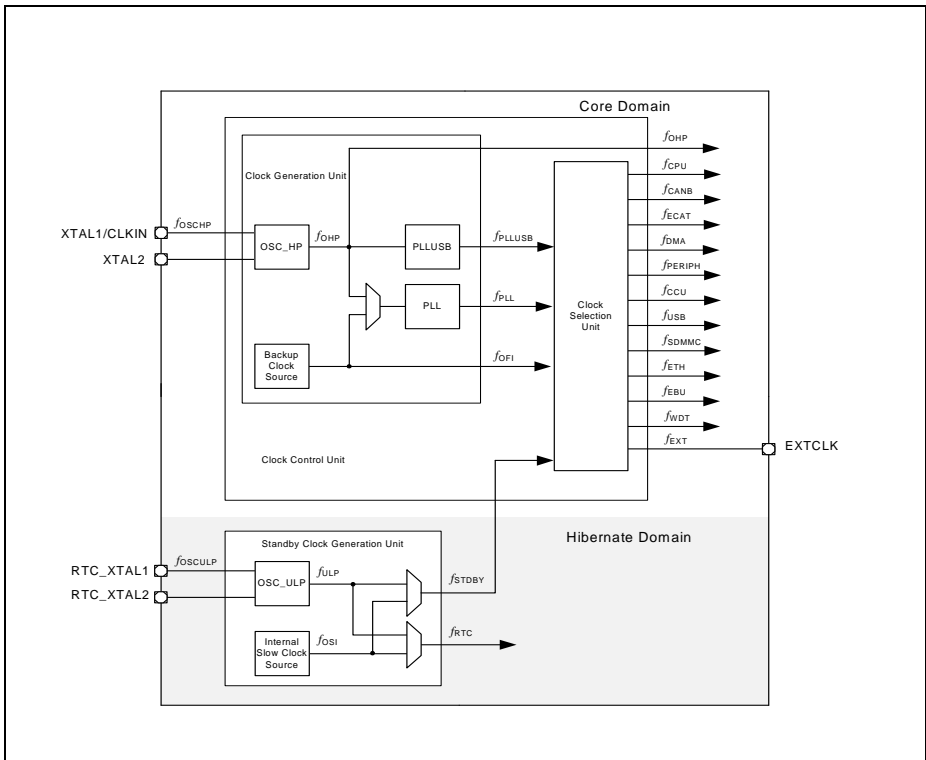 Core Domain
fOHP
fCPU
Clock Generation Unit
fCANB
XTAL1/CLKIN
fOSCHP
OSC_HP
fOHP
PLLUSB
fPLLUSB
fECAT
XTAL2
fDMA
fPERIPH
PLL
fPLL
Clock
Selection
Unit
fCCU
fUSB
Backup
Clock
Source
fOFI
fSDMMC
fETH
fEBU
fWDT
fEXT
EXTCLK
Clock Control Unit
Hibernate Domain
Standby Clock Generation Unit
RTC_XTAL1
fOSCULP
OSC_ULP
fULP
fSTDBY
RTC_XTAL2
Internal
Slow Clock
Source
fOSI
fRTC